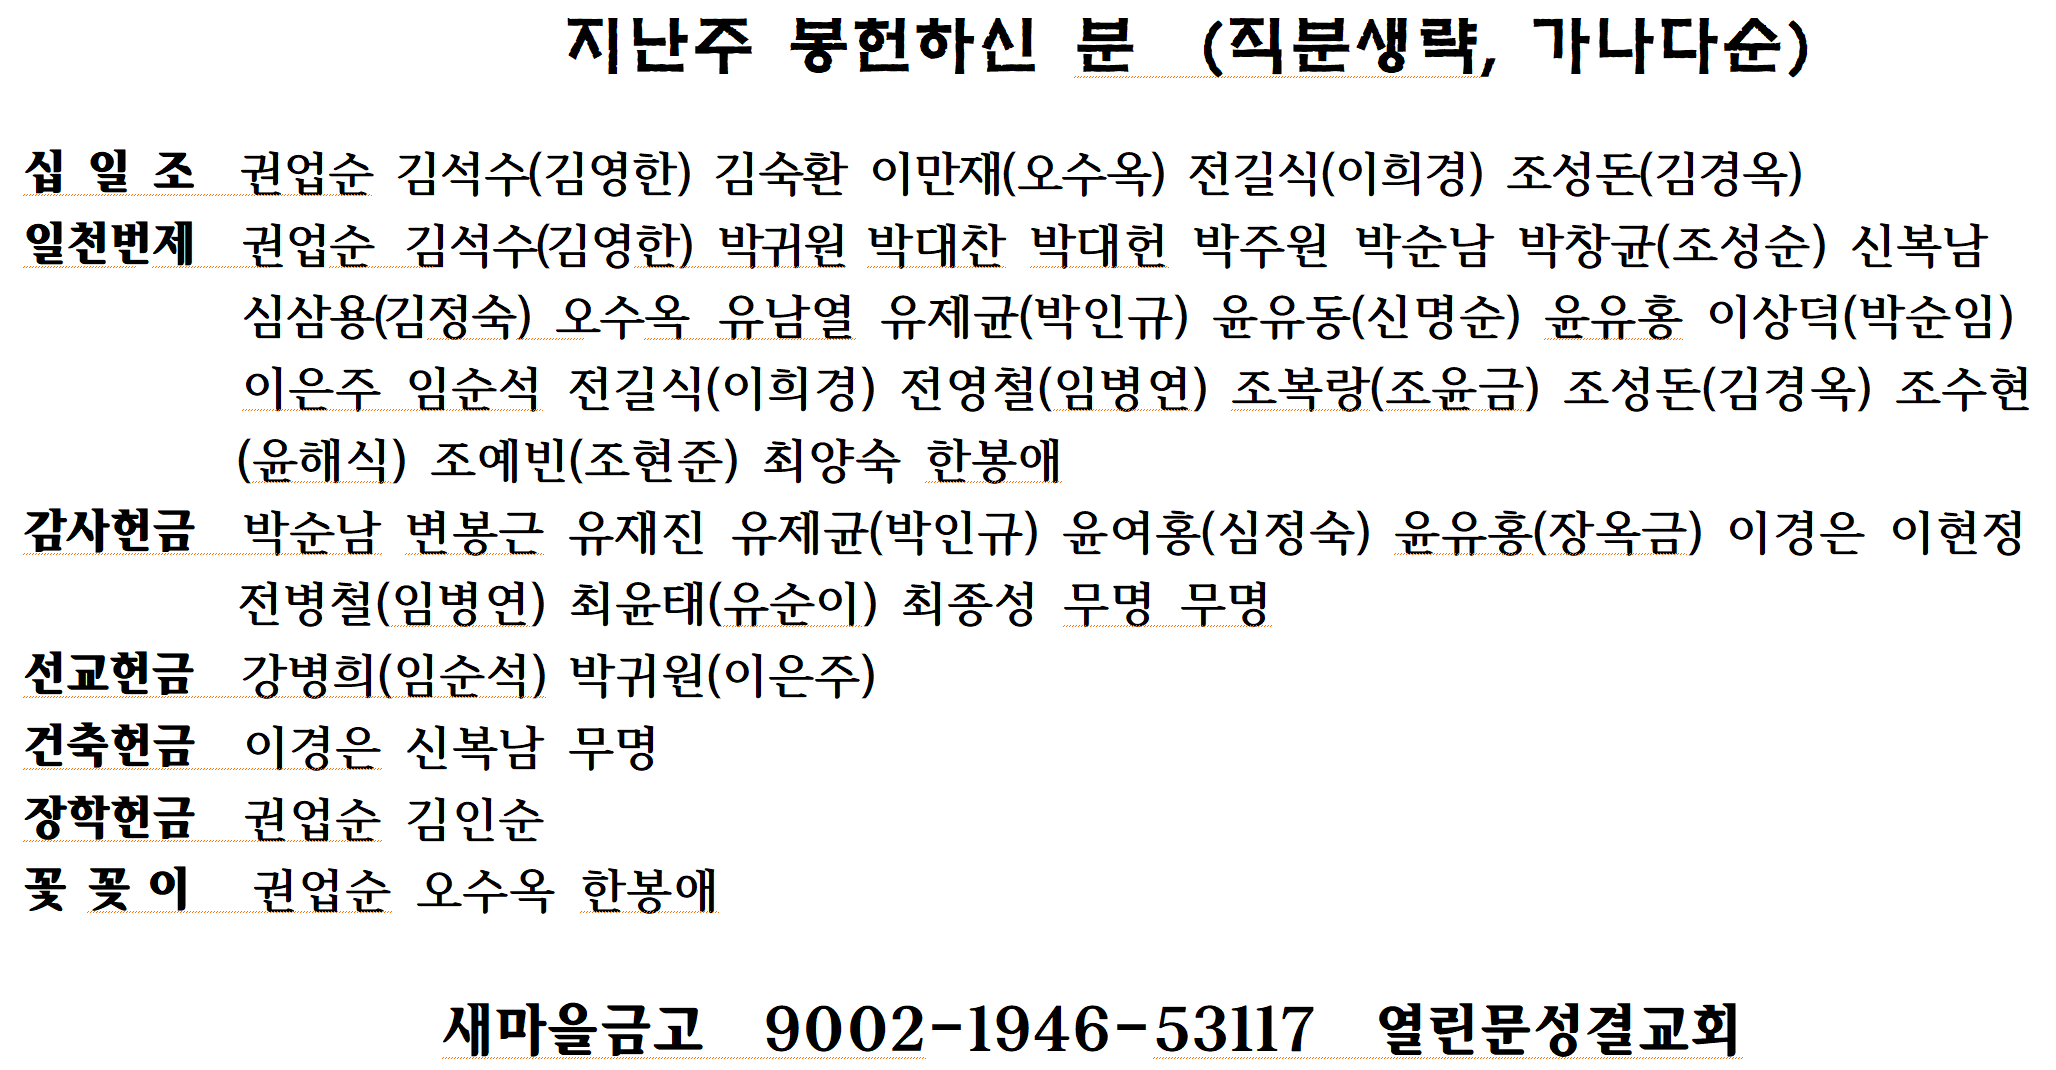 지난주 봉헌하신 분 (직분생략, 가나다순)
십 일 조 권업순 김석수(김영한) 김숙환 이만재(오수옥) 전길식(이희경) 조성돈(김경옥)
일천번제 권업순 김석수(김영한) 박귀원 박대찬 박대헌 박주원 박순남 박창균(조성순) 신복남
심삼용(김정숙) 오수옥 유남열 유제균(박인규) 윤유동(신명순) 윤유홍 이상덕(박순임)
이은주 임순석 전길식(이희경) 전영철(임병연) 조복랑(조윤금) 조성돈(김경옥) 조수현
(윤해식) 조예빈(조현준) 최양숙 한봉애
감사헌금 박순남 변봉근 유재진 유제균(박인규) 윤여홍(심정숙) 윤유홍(장옥금) 이경은 이현정
전병철(임병연) 최윤태(유순이) 최종성 무명 무명
선교헌금 강병희(임순석) 박귀원(이은주)
건축헌금 이경은 신복남 무명
장학헌금 권업순 김인순
꽃 꽂 이 권업순 오수옥 한봉애
새마을금고 9002-1946-53117 열린문성결교회